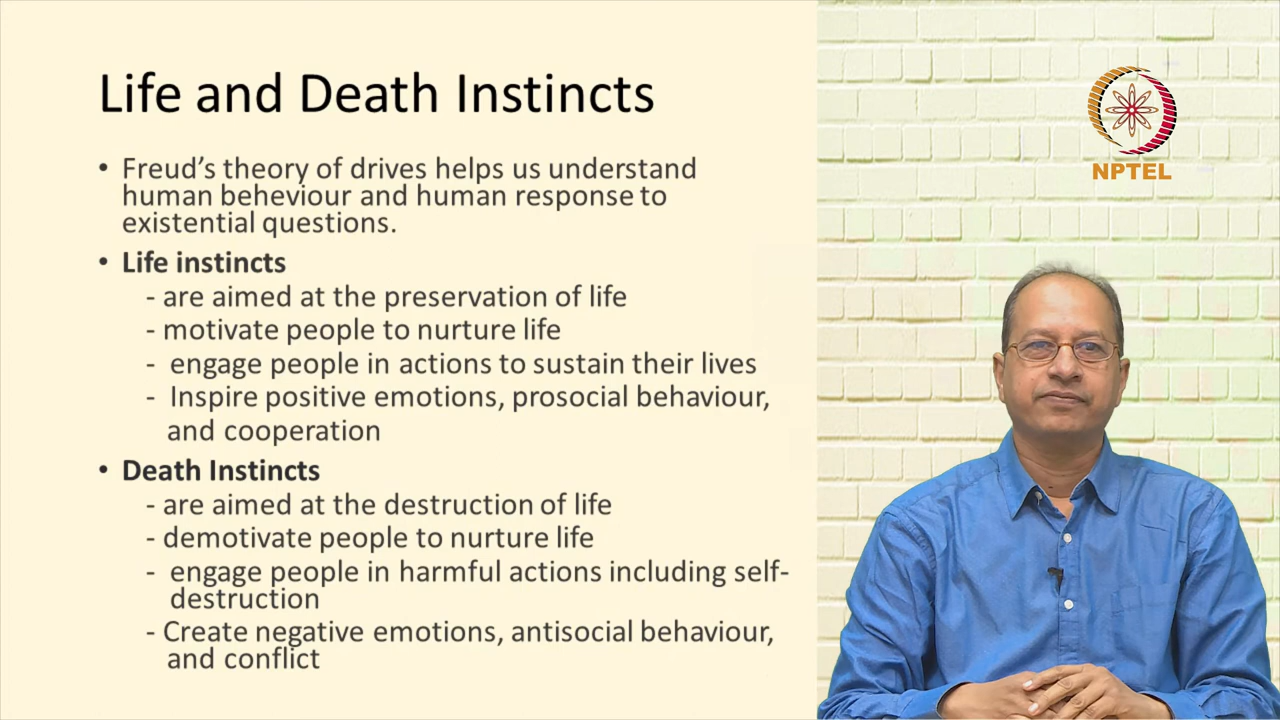 Life and Death Instincts
• Freud’s theory of drives helps us understand
human beheviour and human response to
existential questions.
• Life instincts
- are aimed at the preservation of life
- motivate people to nurture life
- engage people in actions to sustain their lives
- Inspire positive emotions, prosocial behaviour,
and cooperation
• Death Instincts
- are aimed at the destruction of life
- demotivate people to nurture life
- engage people in harmful actions including self-
destruction
- Create negative emotions, antisocial behaviour,
and conflict
NPTEL